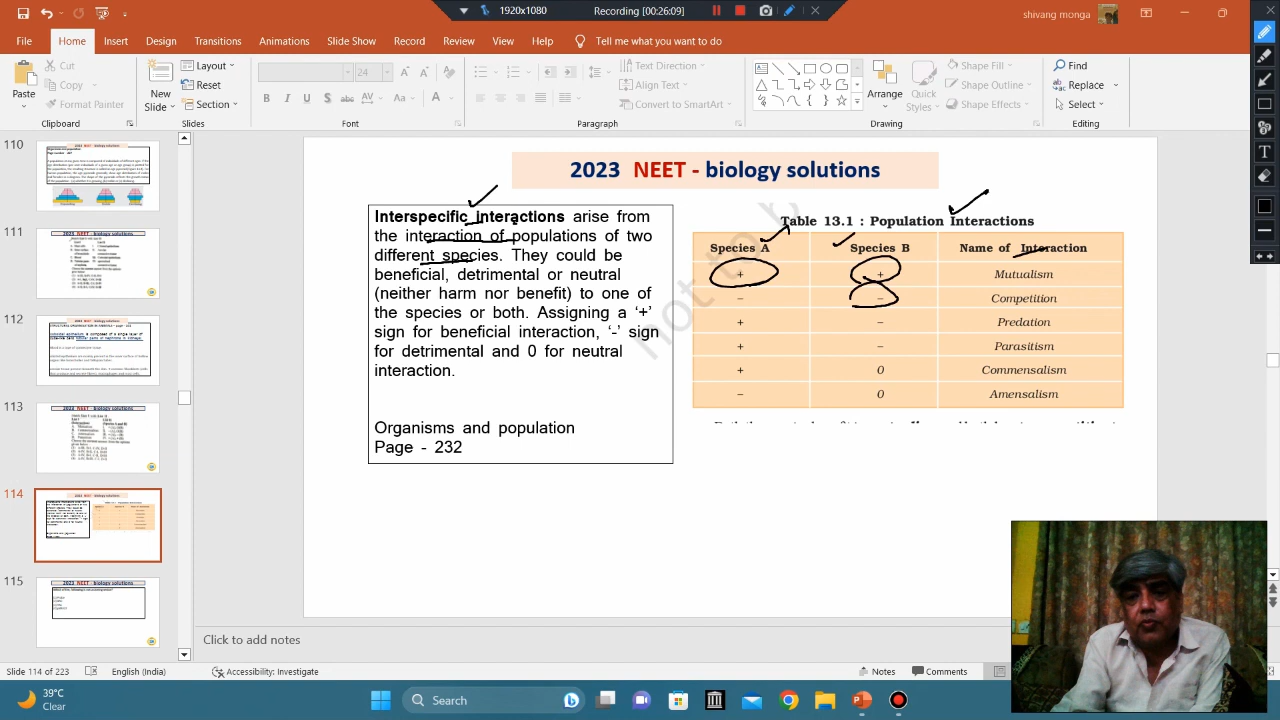 1920x1080 Recording [00:26:09]
shivang monga
File Home Insert Design Transitions Animations Slide Show Record Review View Help Tell me what you want to do
Paste Cut Copy Format Painter
Clipboard
New Slide Layout Reset Section
Slides
24
Font
Text Direction Align Text Convert to SmartArt
Paragraph
Arrange Quick Styles Shape Fill Shape Outline Shape Effects
Drawing
Find Replace Select
Editing
110
111
112
113
114
115
2023 NEET - biology solutions
Interspecific interactions arise from
the interaction of populations of two
different species. They could be
beneficial, detrimental or neutral
(neither harm nor benefit) to one of
the species or both. Assigning a '+'
sign for beneficial interaction, '-' sign
for detrimental and 0 for neutral
interaction.
Organisms and population
Page - 232
Table 13.1 : Population Interactions
Species A Species B Name of Interaction
+ + Mutualism
– – Competition
+ – Predation
+ – Parasitism
+ 0 Commensalism
– 0 Amensalism
Click to add notes
Slide 114 of 223 English (India) Accessibility: Investigate Notes Comments
39°C
Clear
Search